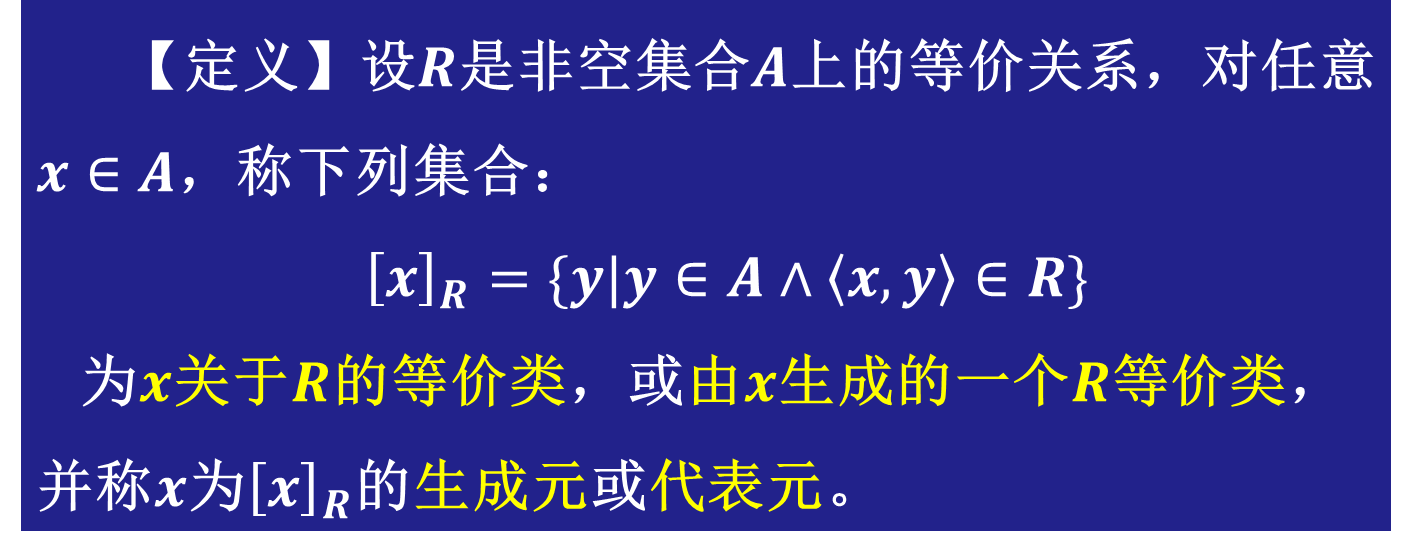 【定义】设R是非空集合A上的等价关系，对任意
x ∈ A，称下列集合：
[x]_R = {y|y ∈ A ∧ ⟨x, y⟩ ∈ R}
为x关于R的等价类，或由x生成的一个R等价类，
并称x为[x]_R的生成元或代表元。